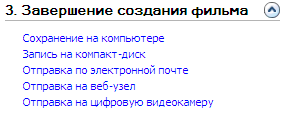 3. Завершение создания фильма
Сохранение на компьютере
Запись на компакт-диск
Отправка по электронной почте
Отправка на веб-узел
Отправка на цифровую видеокамеру